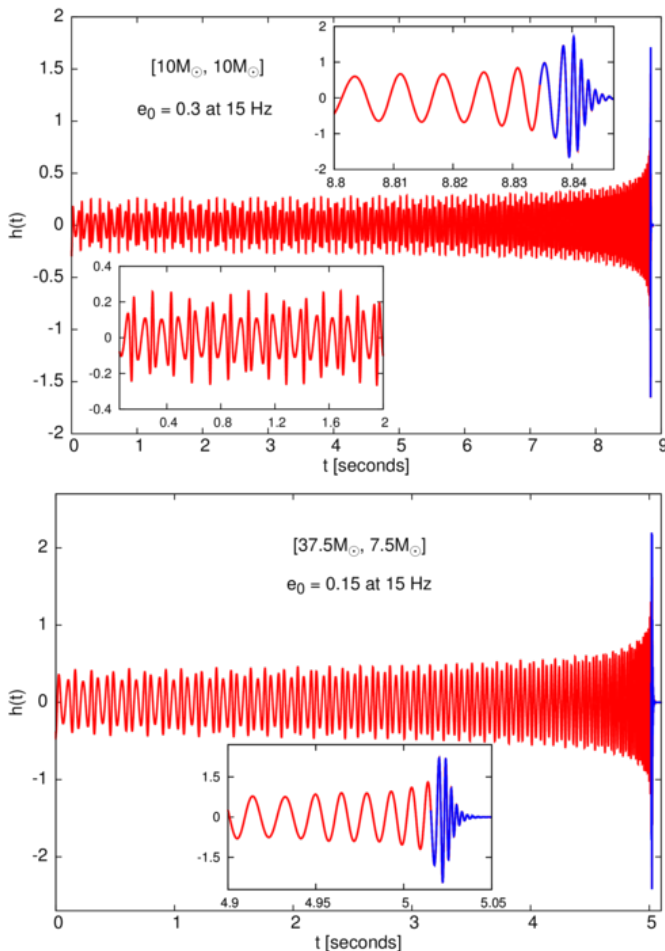 2
1.5
1
0.5
0
-0.5
-1
-1.5
-2
h(t)
[10M⊙, 10M⊙]
e₀ = 0.3 at 15 Hz
2
1
0
-1
-2
8.8 8.81 8.82 8.83 8.84
0.4
0.2
0
-0.2
-0.4
0.4 0.8 1.2 1.6 2
0 1 2 3 4 5 6 7 8 9
t [seconds]
2
1
0
-1
-2
h(t)
[37.5M⊙, 7.5M⊙]
e₀ = 0.15 at 15 Hz
1.5
0
-1.5
4.9 4.95 5 5.05
0 1 2 3 4 5
t [seconds]